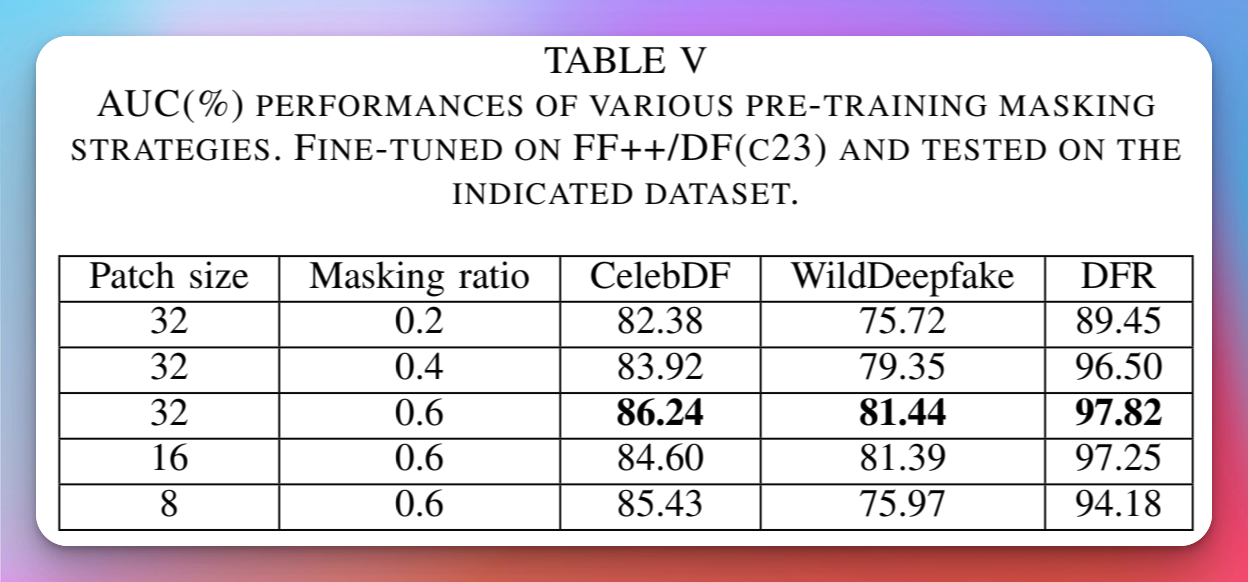 TABLE V
AUC(%) PERFORMANCES OF VARIOUS PRE-TRAINING MASKING
STRATEGIES. FINE-TUNED ON FF++/DF(C23) AND TESTED ON THE
INDICATED DATASET.
Patch size Masking ratio CelebDF WildDeepfake DFR
32 0.2 82.38 75.72 89.45
32 0.4 83.92 79.35 96.50
32 0.6 86.24 81.44 97.82
16 0.6 84.60 81.39 97.25
8 0.6 85.43 75.97 94.18